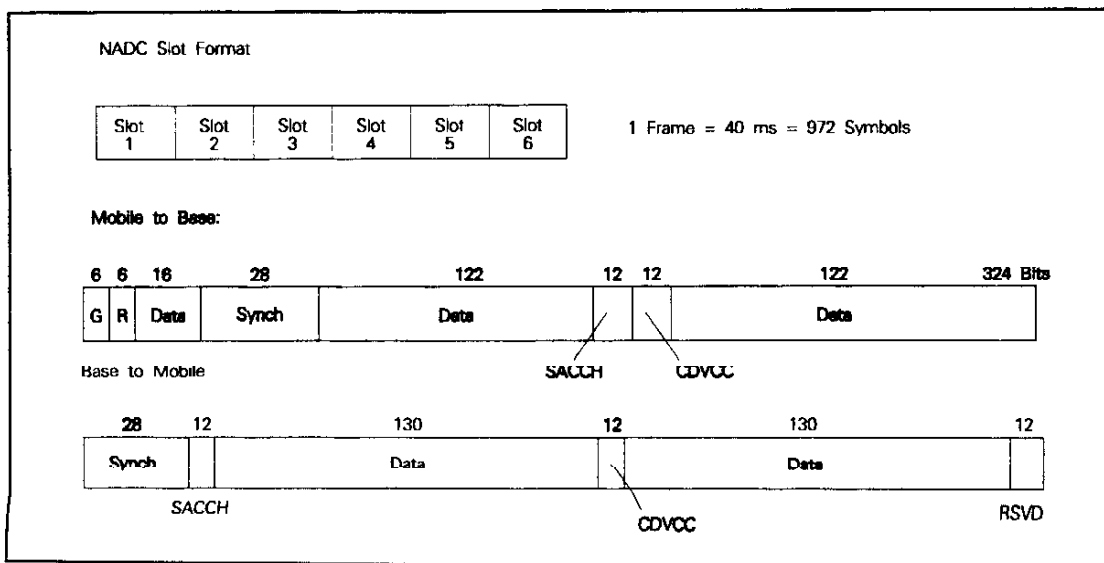 NADC Slot Format
Slot 1 Slot 2 Slot 3 Slot 4 Slot 5 Slot 6
1 Frame = 40 ms = 972 Symbols
Mobile to Base:
6 6 16 28 122 12 12 122 324 Bits
G R Data Synch Data Data
SACCH CDVCC
Base to Mobile
28 12 130 12 130 12
Synch Data Data
SACCH CDVCC RSVD